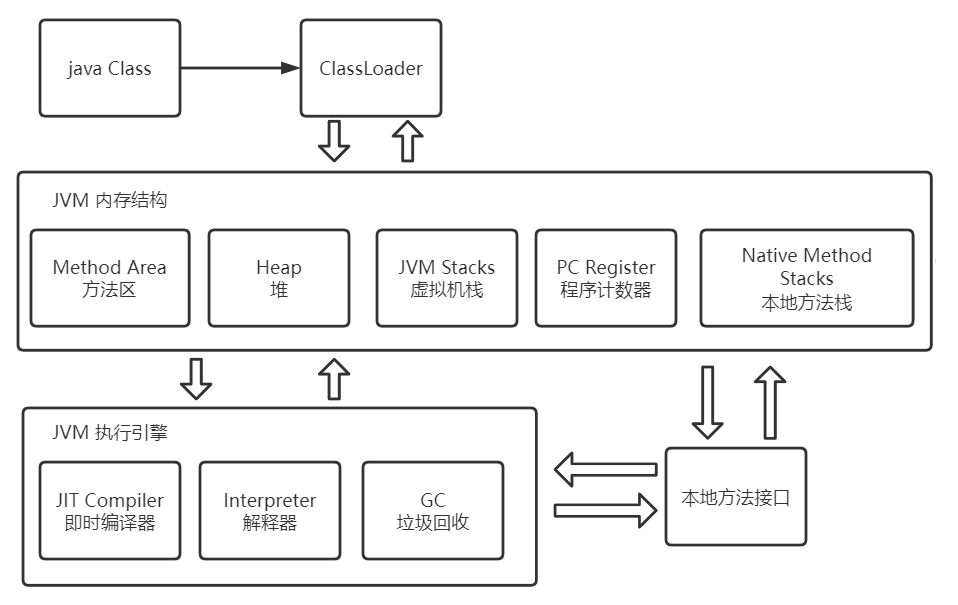 java Class
ClassLoader
JVM 内存结构
Method Area
方法区
Heap
堆
JVM Stacks
虚拟机栈
PC Register
程序计数器
Native Method
Stacks
本地方法栈
JVM 执行引擎
JIT Compiler
即时编译器
Interpreter
解释器
GC
垃圾回收
本地方法接口